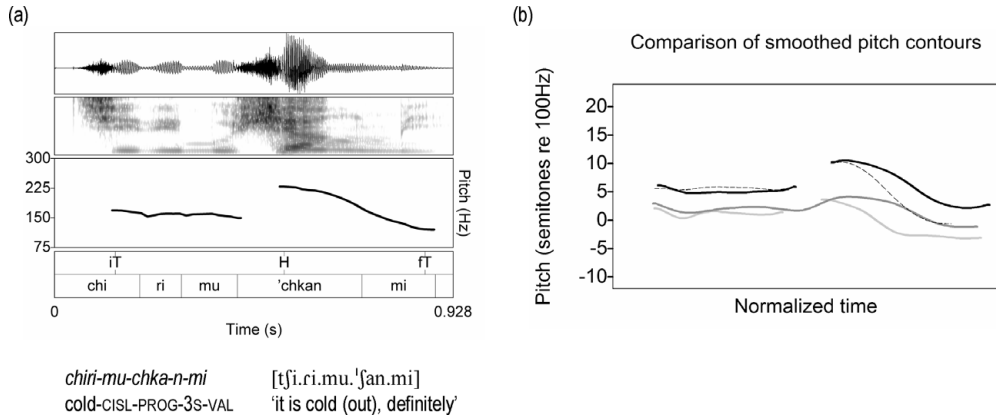 (a)
300
225
150
75
Pitch (Hz)
iT H fT
chi ri mu 'chkan mi
0 0.928
Time (s)
chiri-mu-chka-n-mi [tʃi.ɾi.mu.ˈʃan.mi]
cold-CISL-PROG-3S-VAL ‘it is cold (out), definitely’
(b)
Comparison of smoothed pitch contours
Pitch (semitones re 100Hz)
20
15
10
5
0
-5
-10
Normalized time